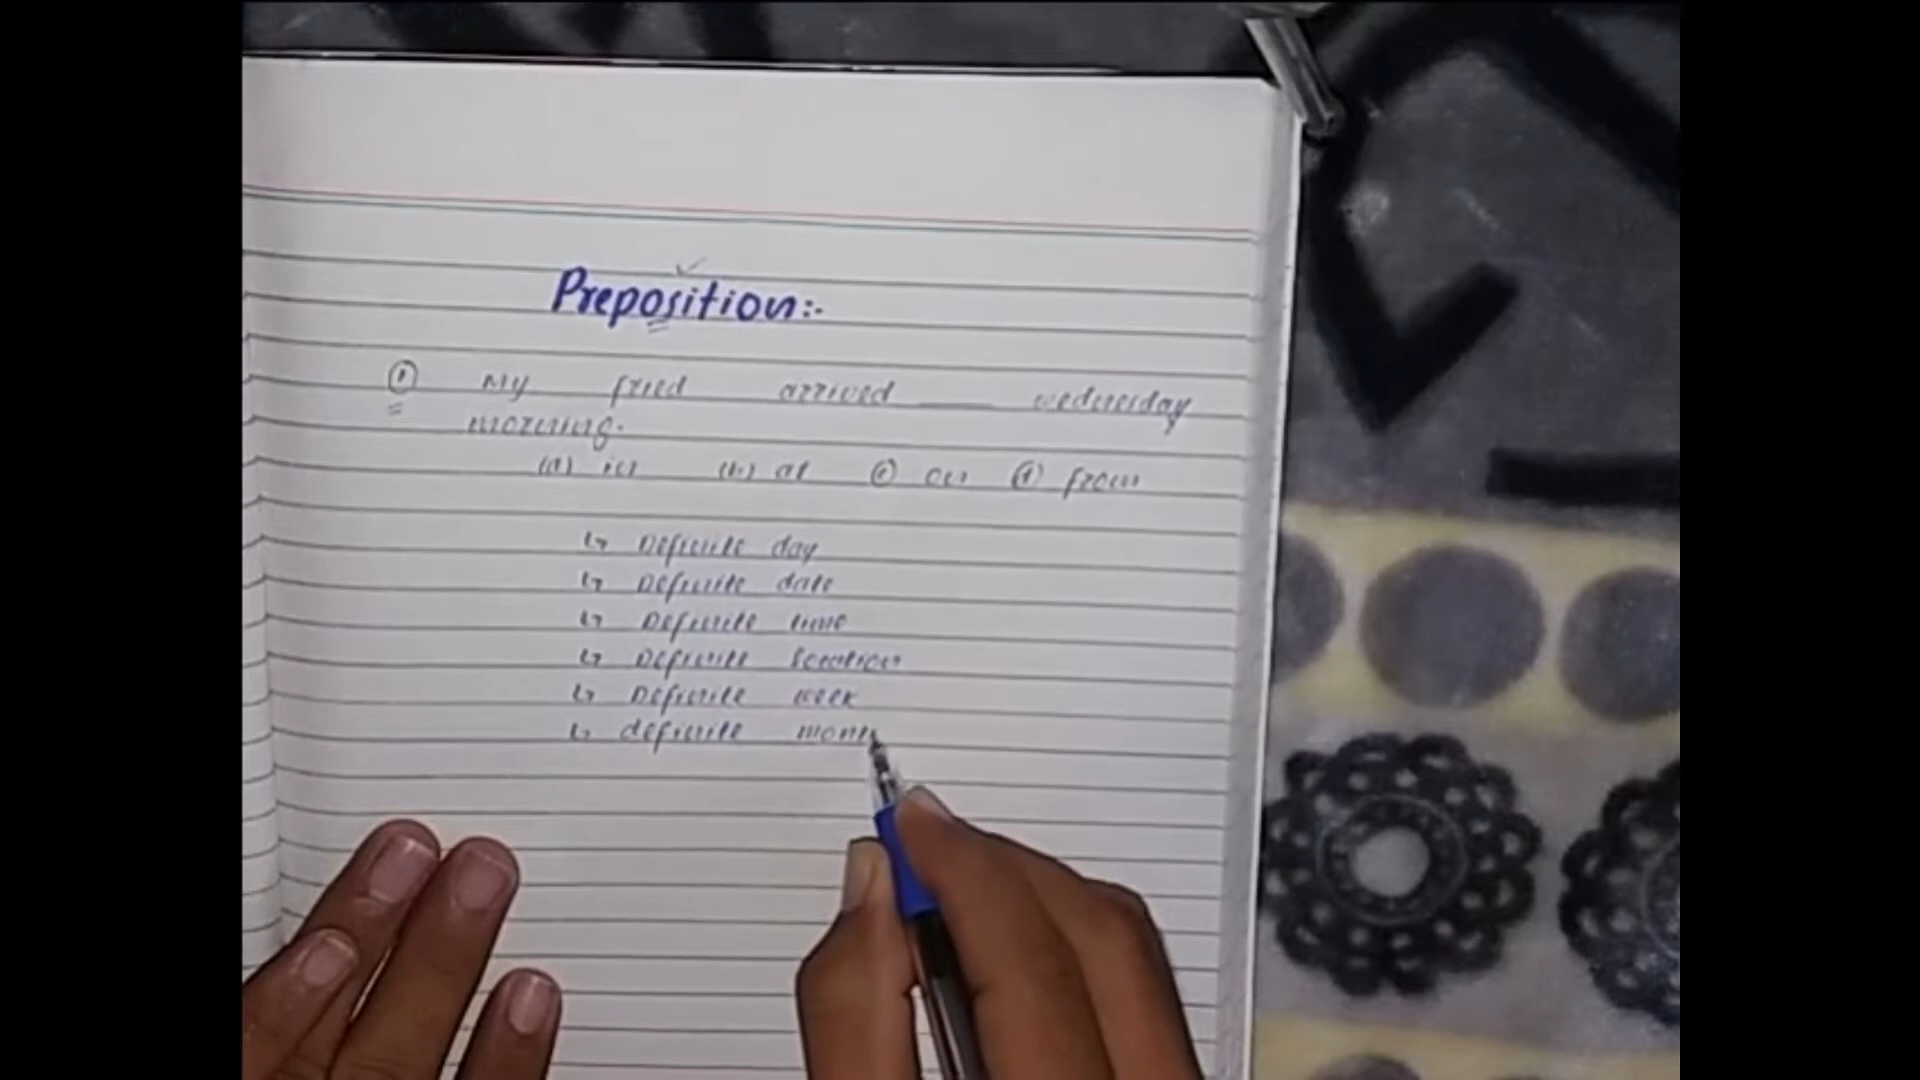 Preposition:-
① My fried arrived ____ wednesday
morning.
(a) in (b) at (c) on (d) from
↳ Definite day
↳ Definite date
↳ Definite time
↳ Definite location
↳ Definite week
↳ definite mont